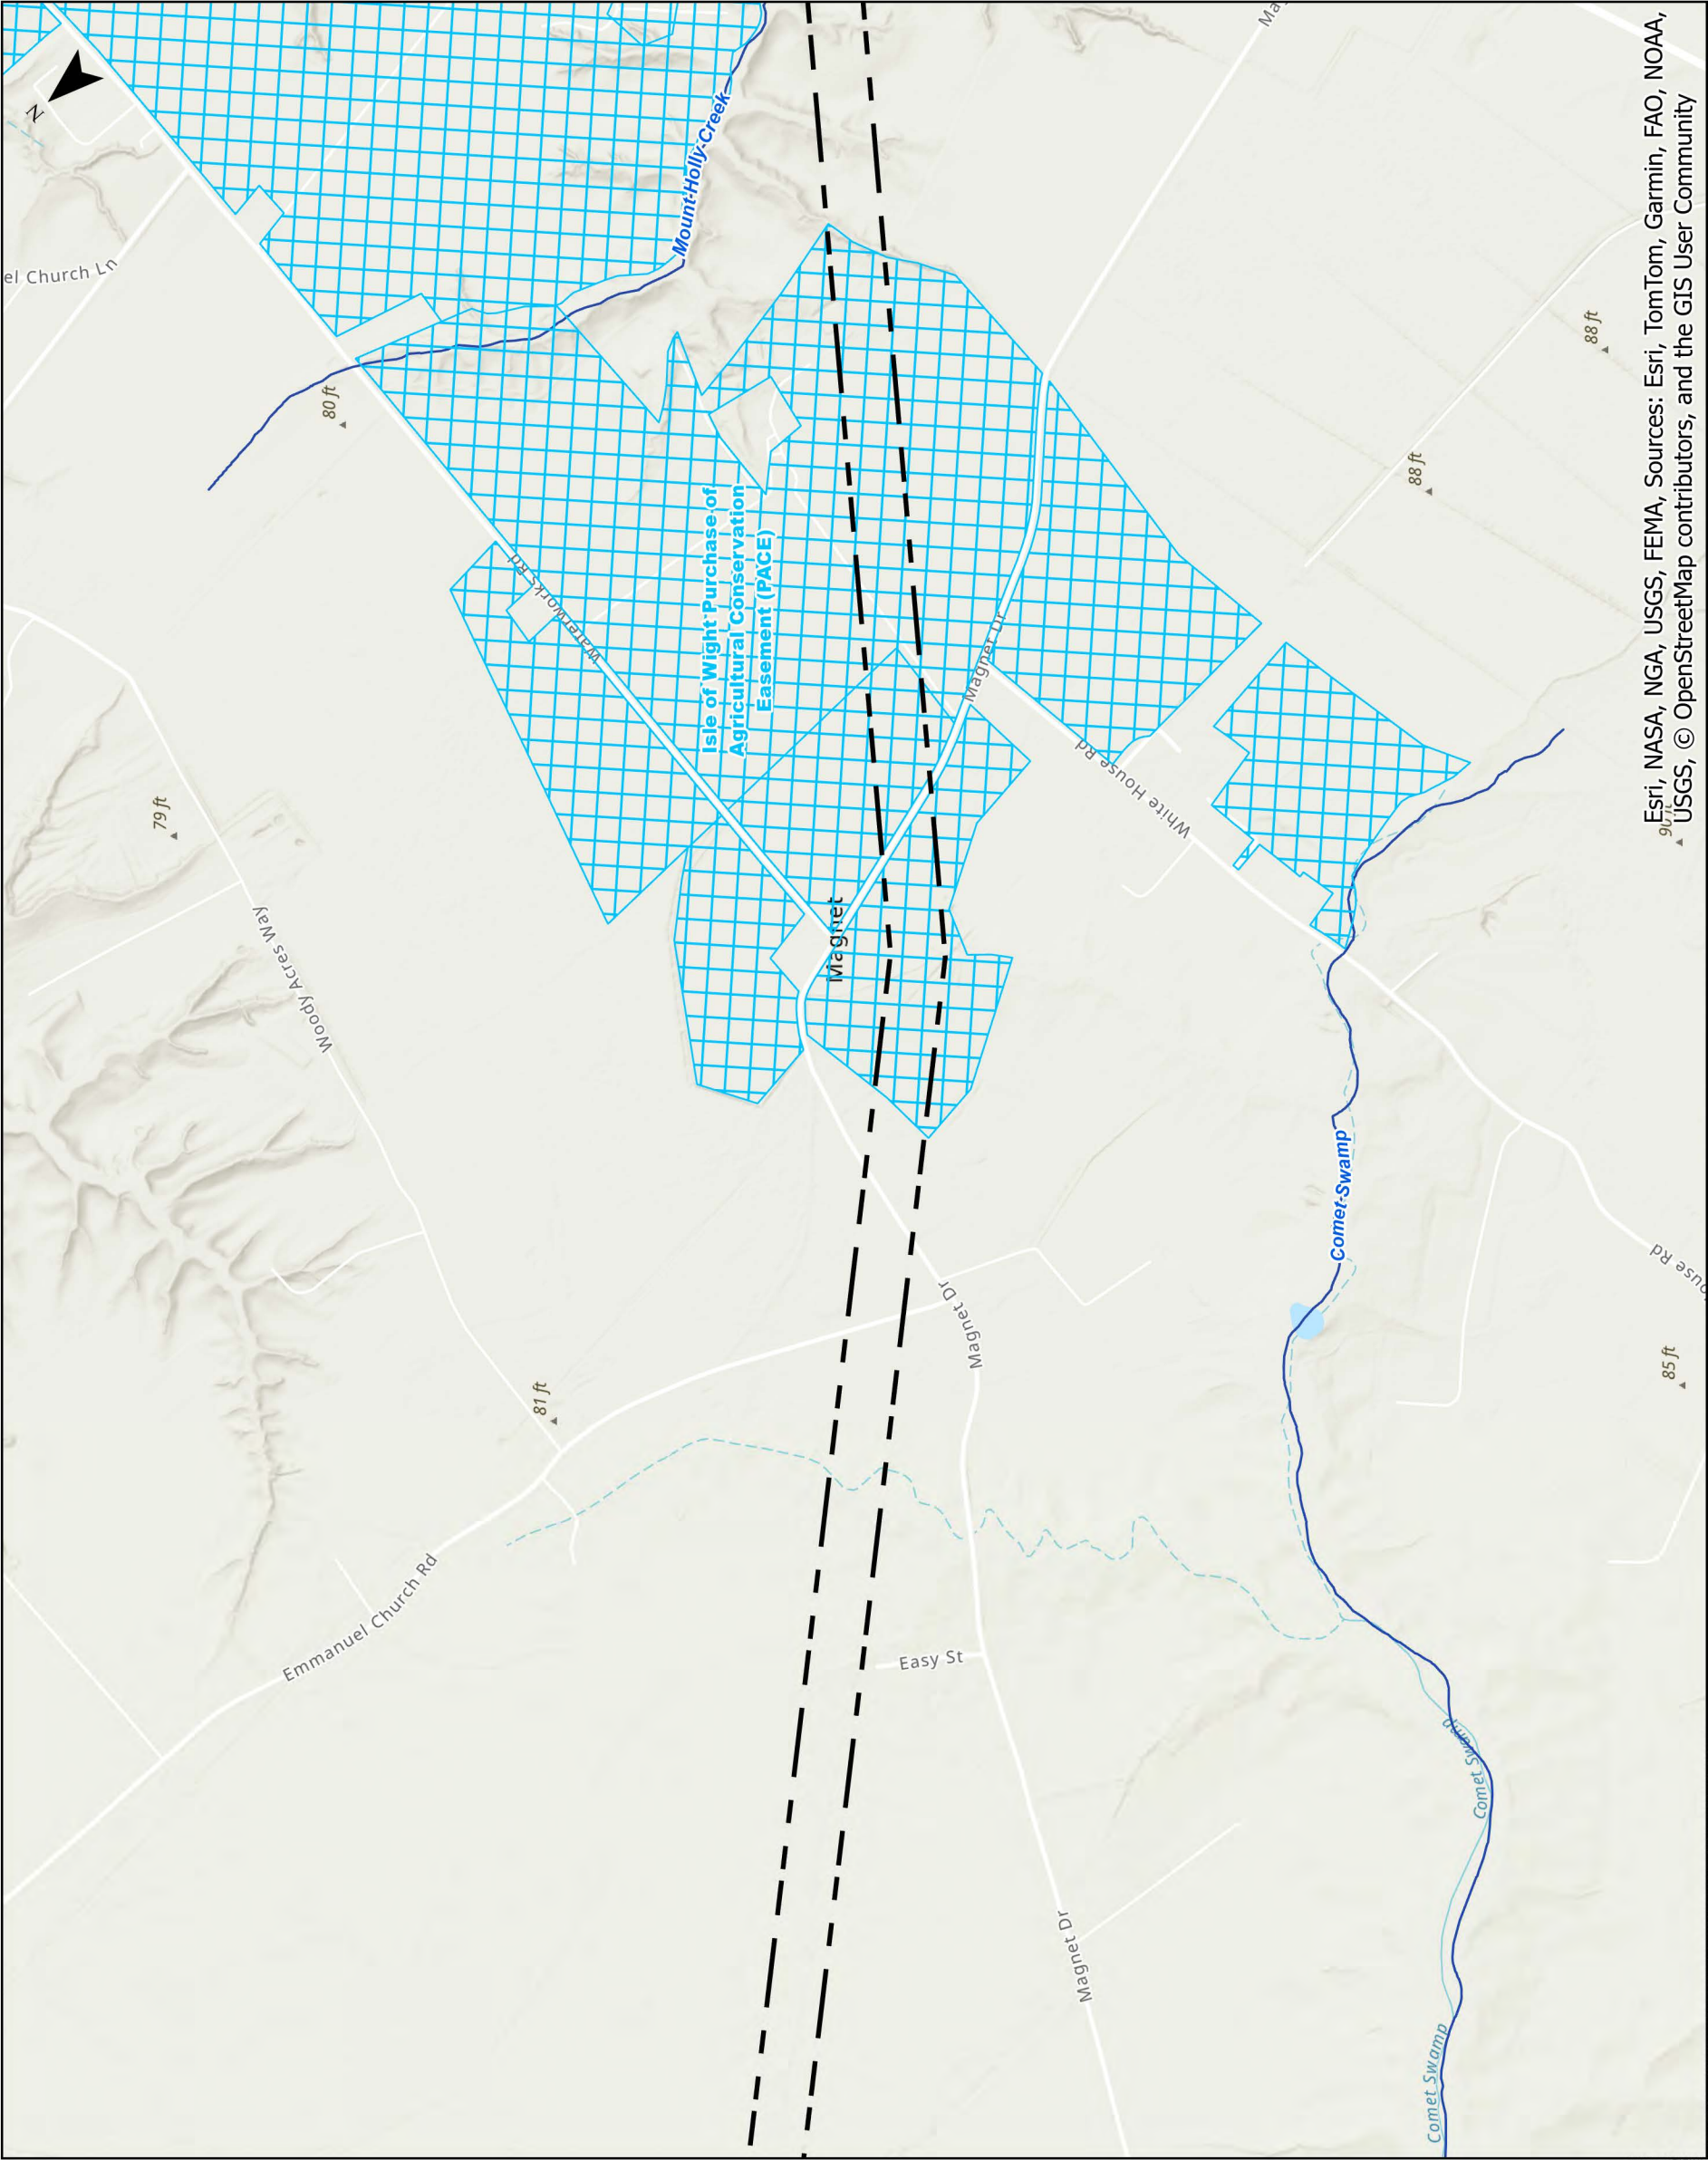 Ma
N
Mount-Holly-Creek
el Church Ln
80 ft
88 ft
88 ft
Waterworks Rd
Isle of Wight Purchase of
Agricultural Conservation
Easement (PACE)
Magnet Dr
White House Rd
79 ft
90 ft
Woody Acres Way
Magnet
Comet-Swamp
ouse Rd
Magnet Dr
81 ft
85 ft
Emmanuel Church Rd
Easy St
Comet Swamp
Magnet Dr
Comet Swamp
Esri, NASA, NGA, USGS, FEMA, Sources: Esri, TomTom, Garmin, FAO, NOAA,
USGS, © OpenStreetMap contributors, and the GIS User Community